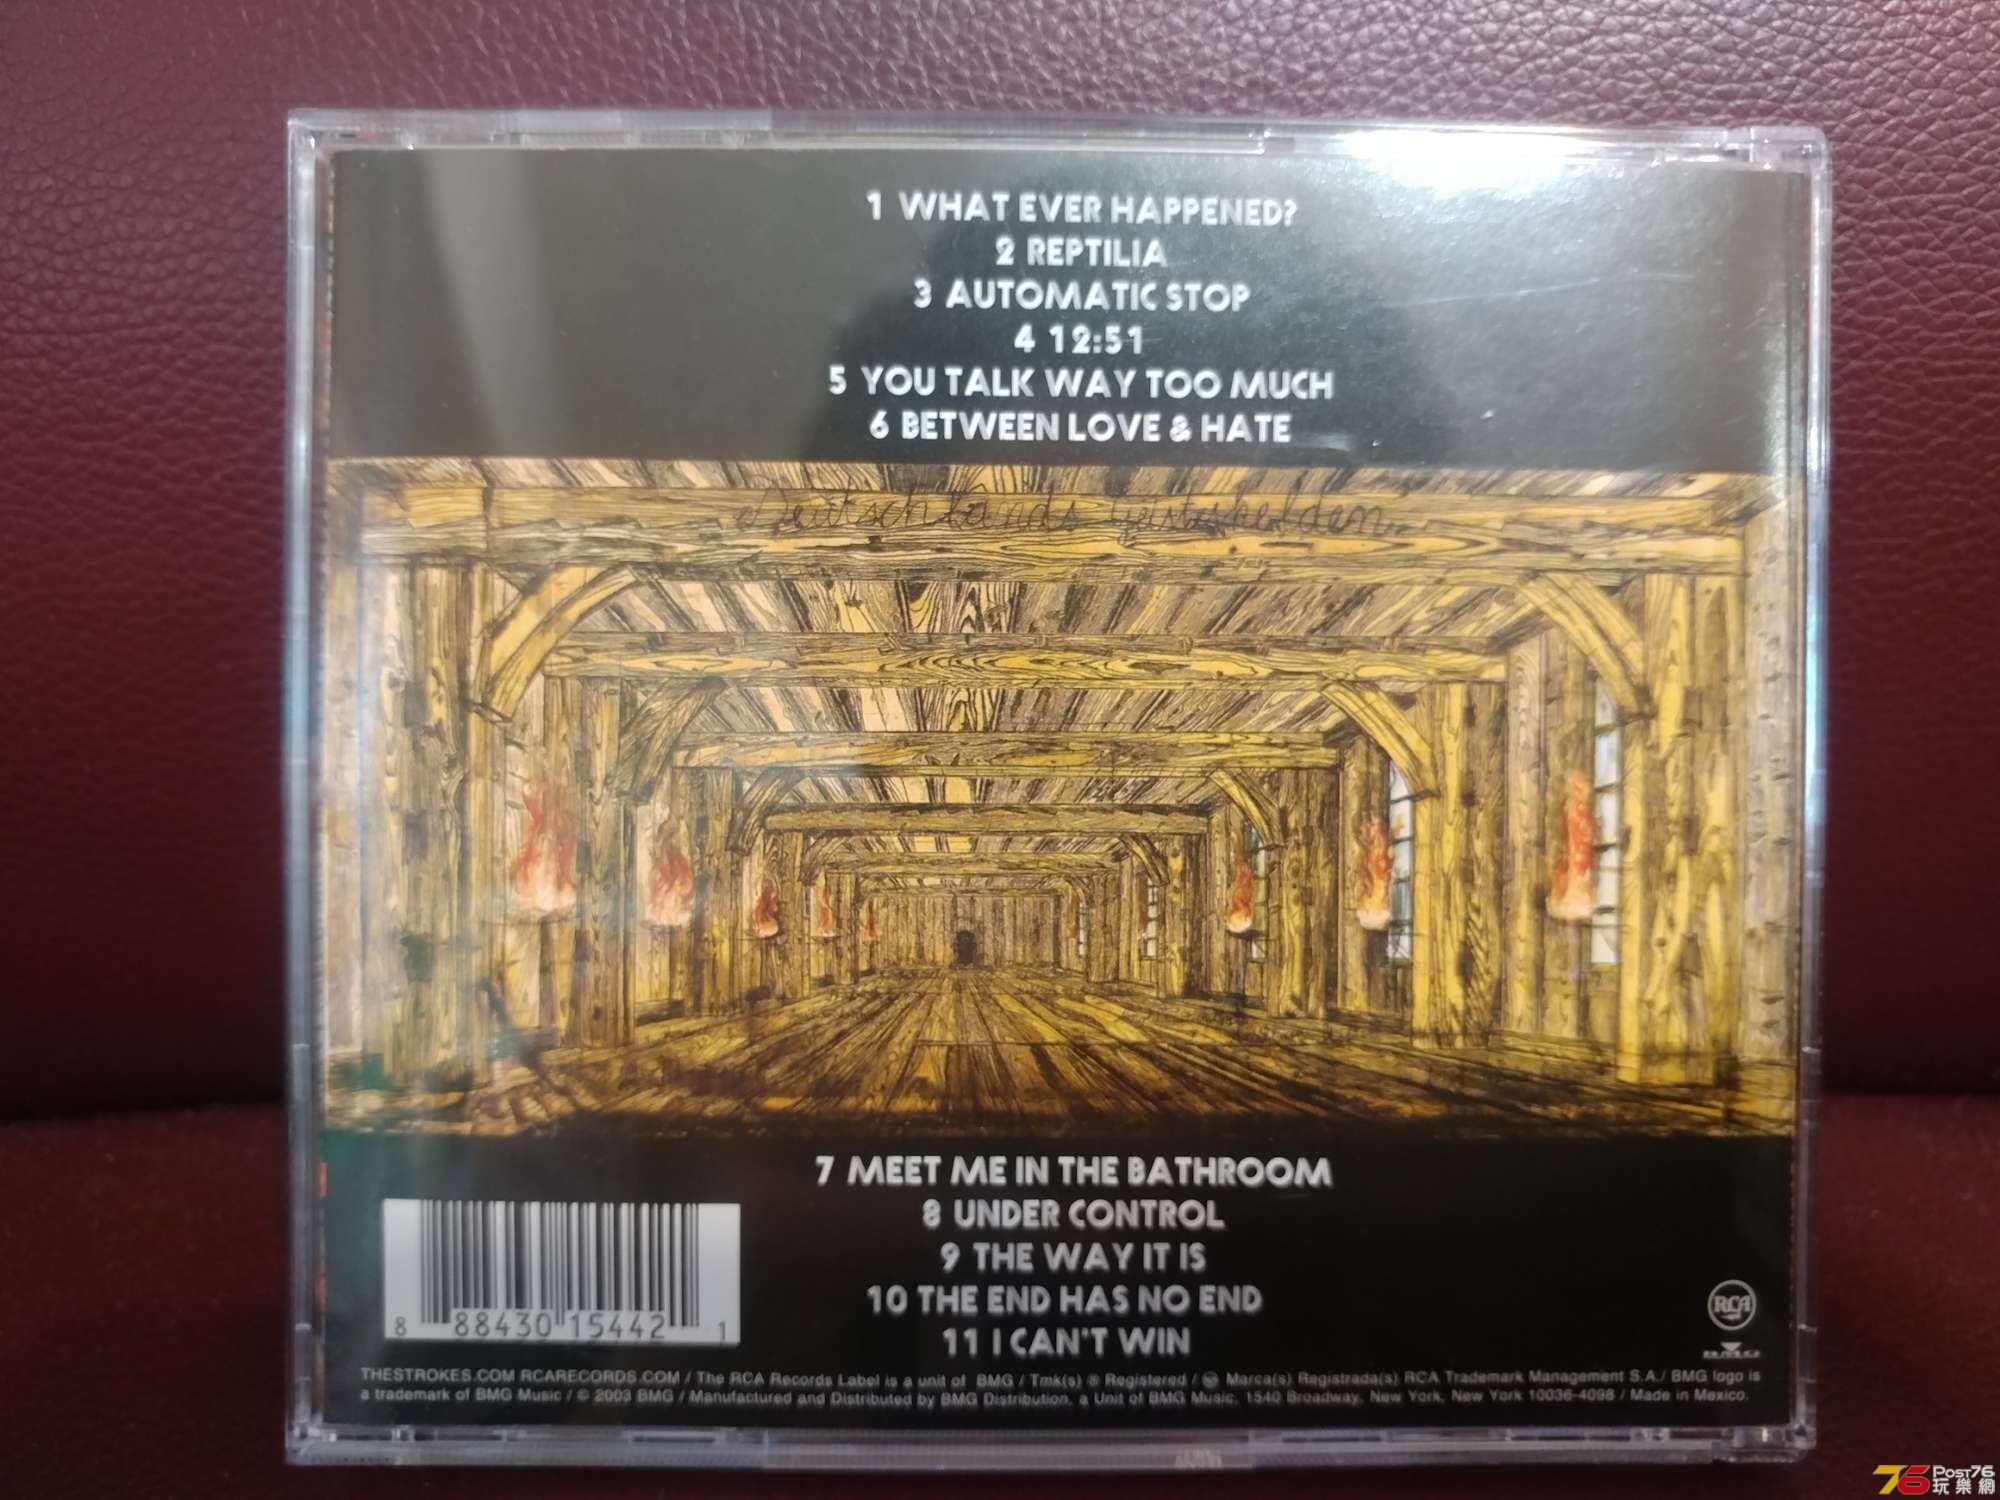 1 WHAT EVER HAPPENED?
2 REPTILIA
3 AUTOMATIC STOP
4 12:51
5 YOU TALK WAY TOO MUCH
6 BETWEEN LOVE & HATE
Deutschlands Geisteshelden
7 MEET ME IN THE BATHROOM
8 UNDER CONTROL
9 THE WAY IT IS
10 THE END HAS NO END
11 I CAN'T WIN
8 88430 15442 1
RCA
BMG
THESTROKES.COM RCARECORDS.COM / The RCA Records Label is a unit of BMG / Tmk(s) ® Registered / Marca(s) Registrada(s) RCA Trademark Management S.A./ BMG logo is
a trademark of BMG Music / © 2003 BMG / Manufactured and Distributed by BMG Distribution, a Unit of BMG Music, 1540 Broadway, New York, New York 10036-4098 / Made in Mexico.
76 Post76
玩樂網